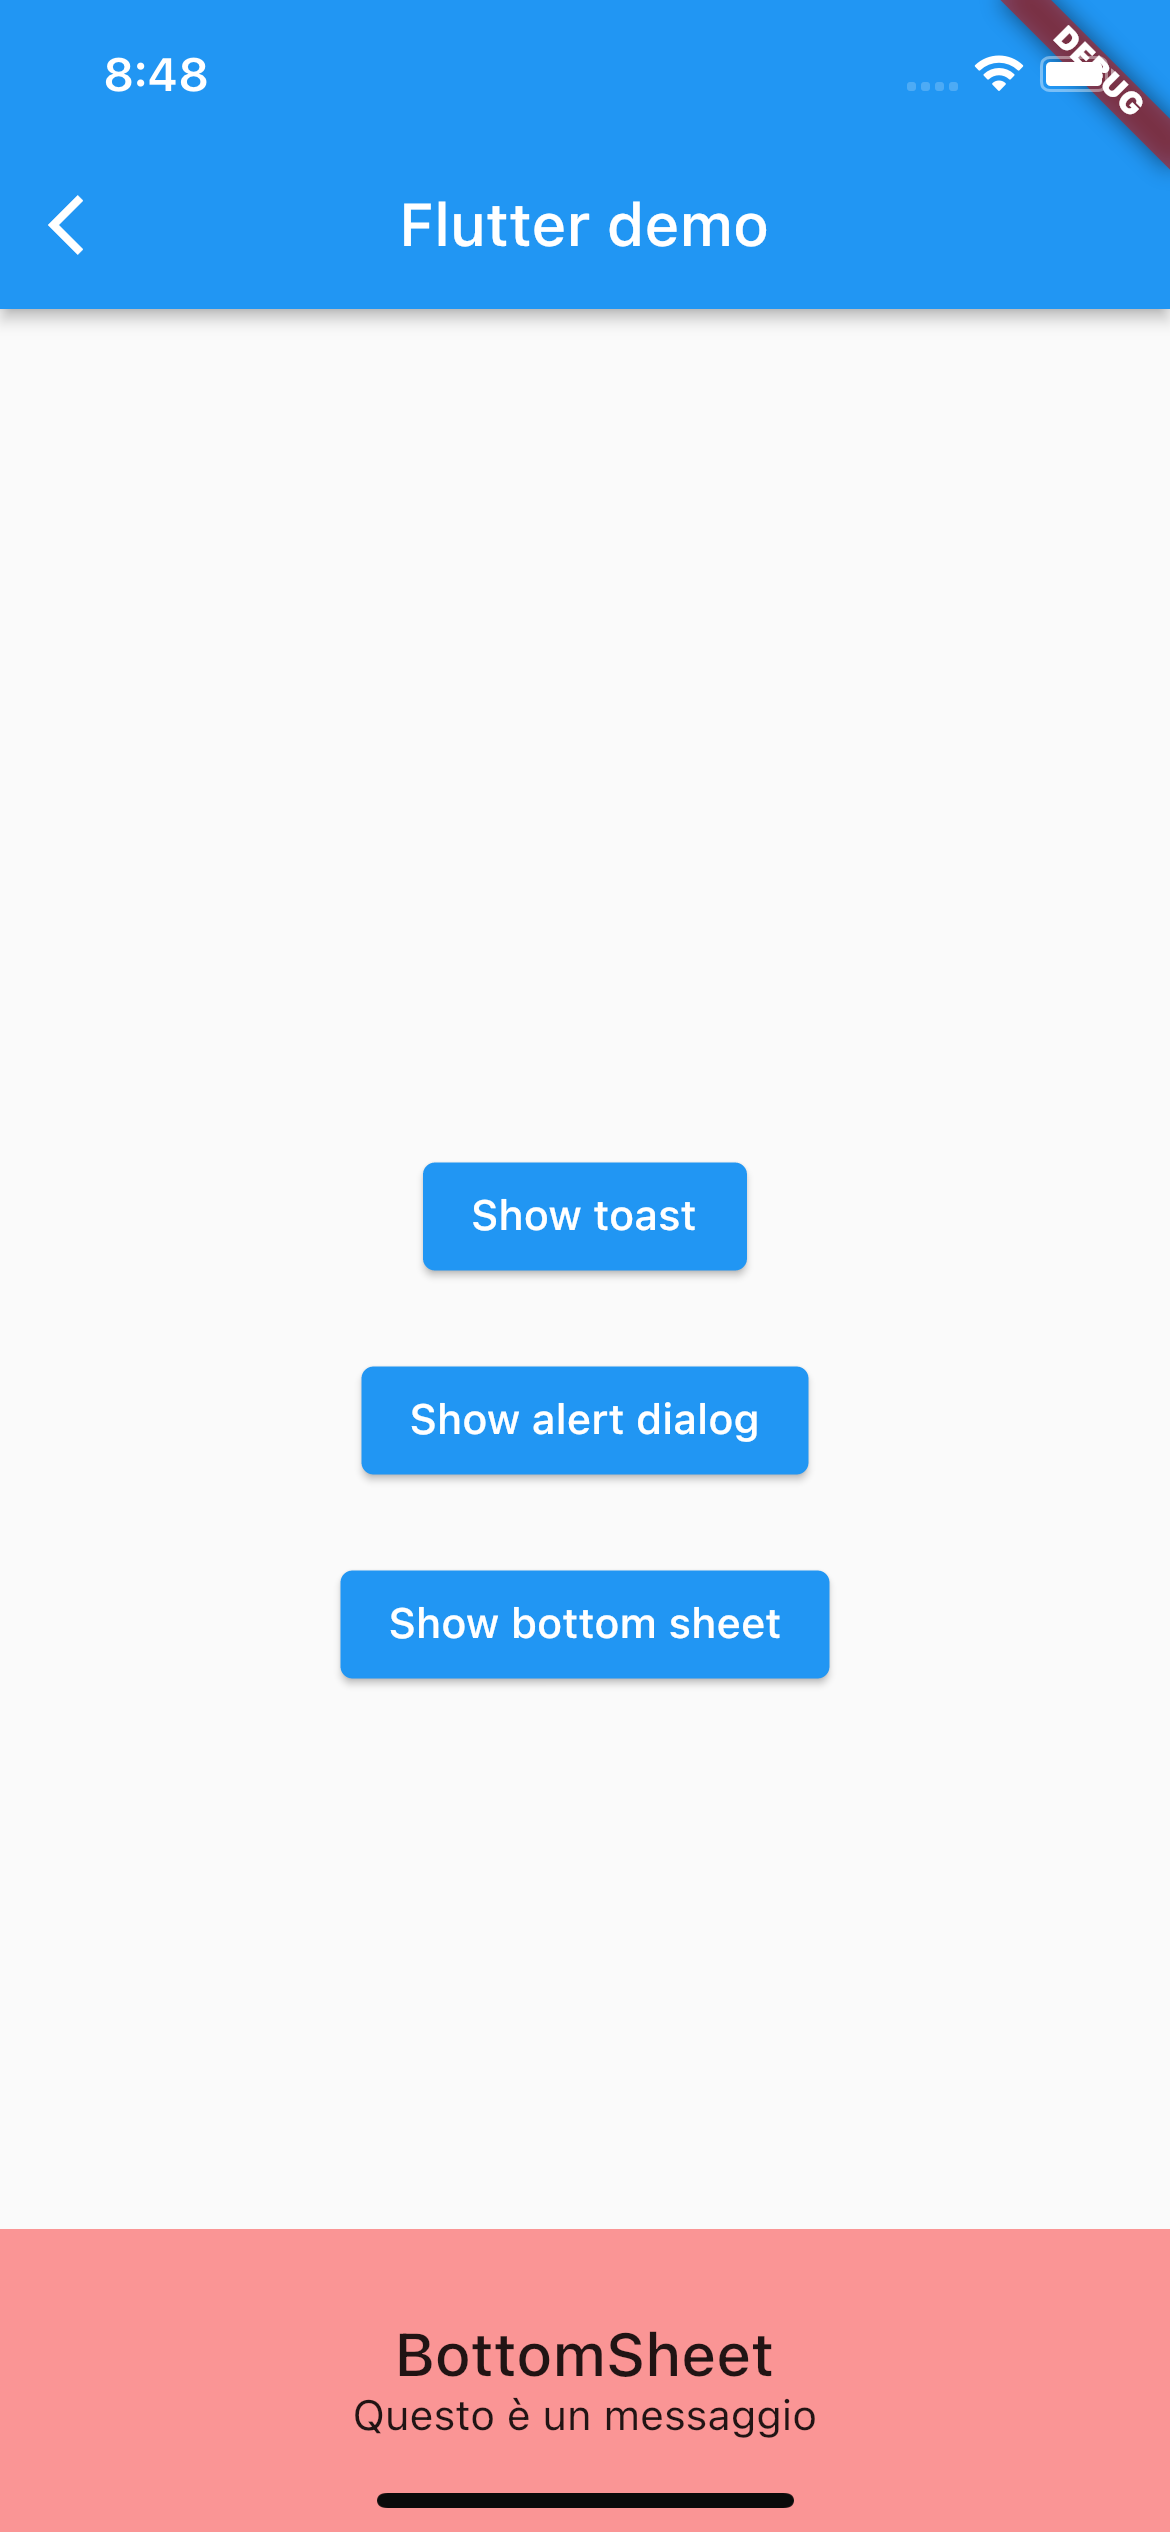 8:48
DEBUG
Flutter demo
Show toast
Show alert dialog
Show bottom sheet
BottomSheet
Questo è un messaggio